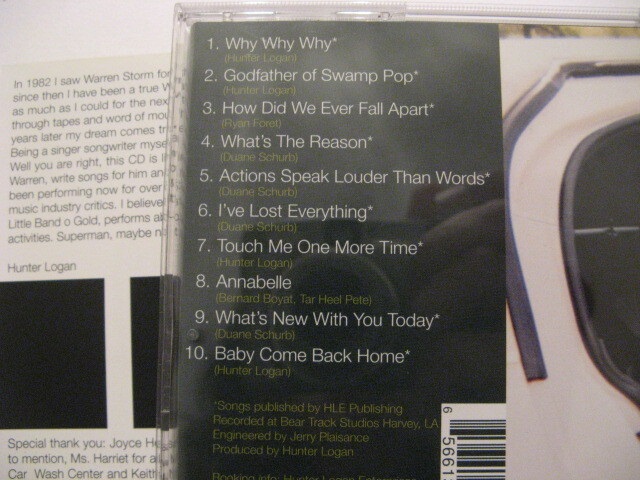 In 1982 I saw Warren Storm for
since then I have been a true
as much as I could for the next
through tapes and word of
years later my dream comes
Being a singer songwriter
Well you are right, this CD is
Warren, write songs for him an
been performing now for over
music industry critics. I believe
Little Band o Gold, performs
activities. Superman, maybe
Hunter Logan
Special thank you: Joyce
to mention, Ms. Harriet for
Car Wash Center and Keith
1. Why Why Why*
(Hunter Logan)
2. Godfather of Swamp Pop*
(Hunter Logan)
3. How Did We Ever Fall Apart*
(Ryan Foret)
4. What's The Reason*
(Duane Schurb)
5. Actions Speak Louder Than Words*
(Duane Schurb)
6. I've Lost Everything*
(Duane Schurb)
7. Touch Me One More Time*
(Hunter Logan)
8. Annabelle
(Bernard Boyat, Tar Heel Pete)
9. What's New With You Today*
(Duane Schurb)
10. Baby Come Back Home*
(Hunter Logan)
*Songs published by HLE Publishing
Recorded at Bear Track Studios Harvey, LA
Engineered by Jerry Plaisance
Produced by Hunter Logan
Booking info: Hunter Logan Enterprises
6 5661